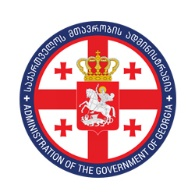 საქართველოს მთავრობის ადმინისტრაცია
ADMINISTRATION OF THE GOVERNMENT OF GEORGIA